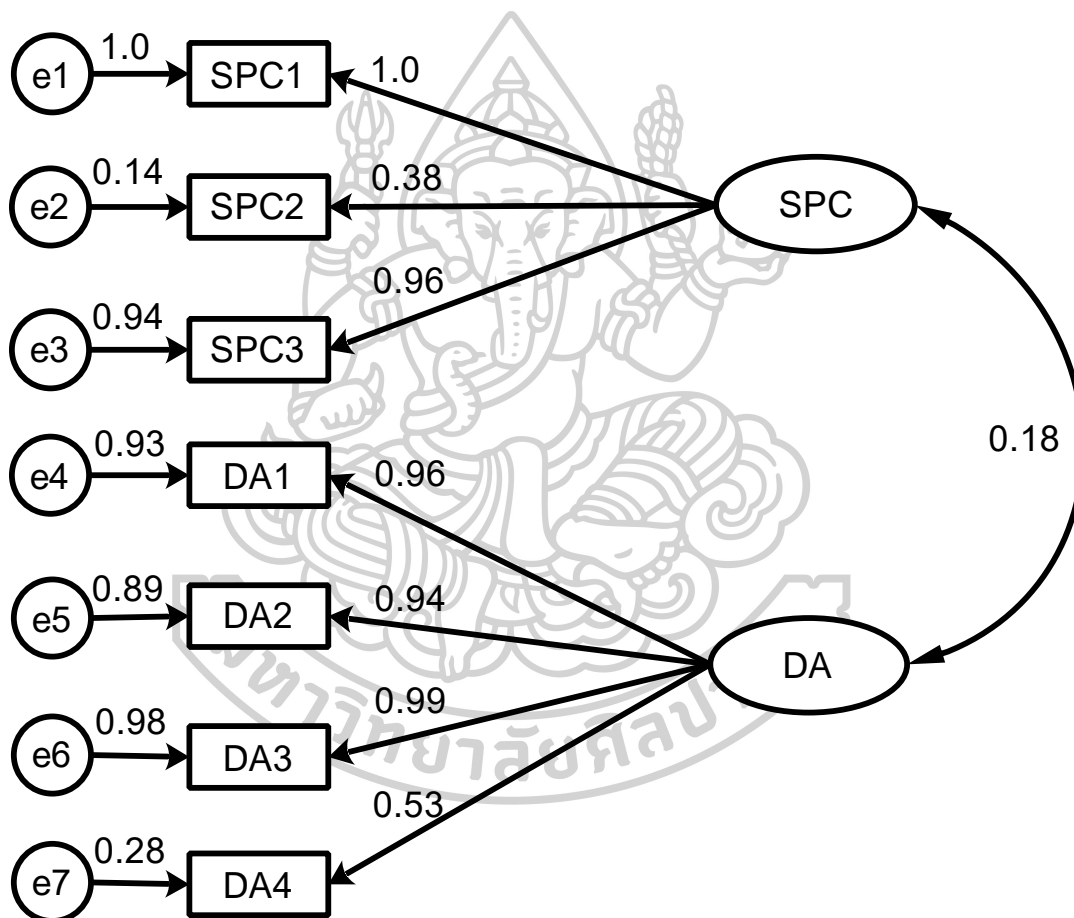 e1 1.0 SPC1 1.0
e2 0.14 SPC2 0.38 SPC
e3 0.94 SPC3 0.96
0.18
e4 0.93 DA1 0.96
e5 0.89 DA2 0.94 DA
e6 0.98 DA3 0.99
e7 0.28 DA4 0.53